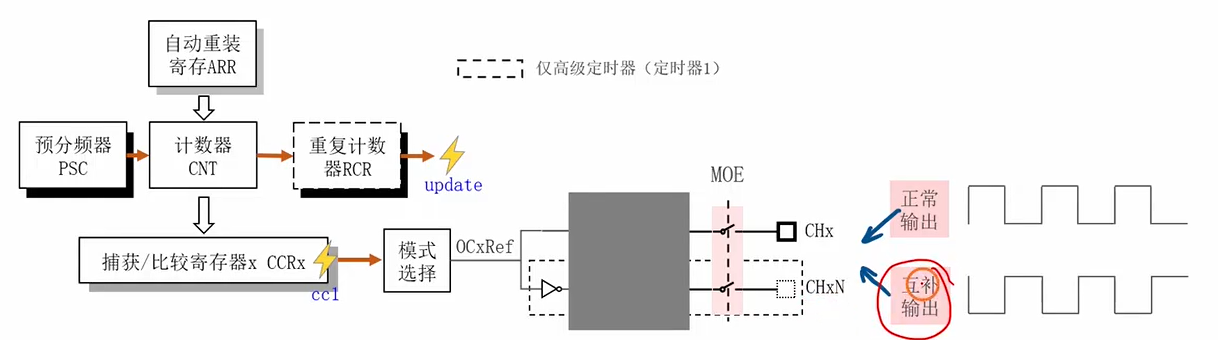 自动重装
寄存ARR
仅高级定时器（定时器1）
预分频器
PSC
计数器
CNT
重复计数
器RCR
update
MOE
正常
输出
CHx
捕获/比较寄存器x CCRx
cc1
模式
选择
OCxRef
CHxN
互补
输出